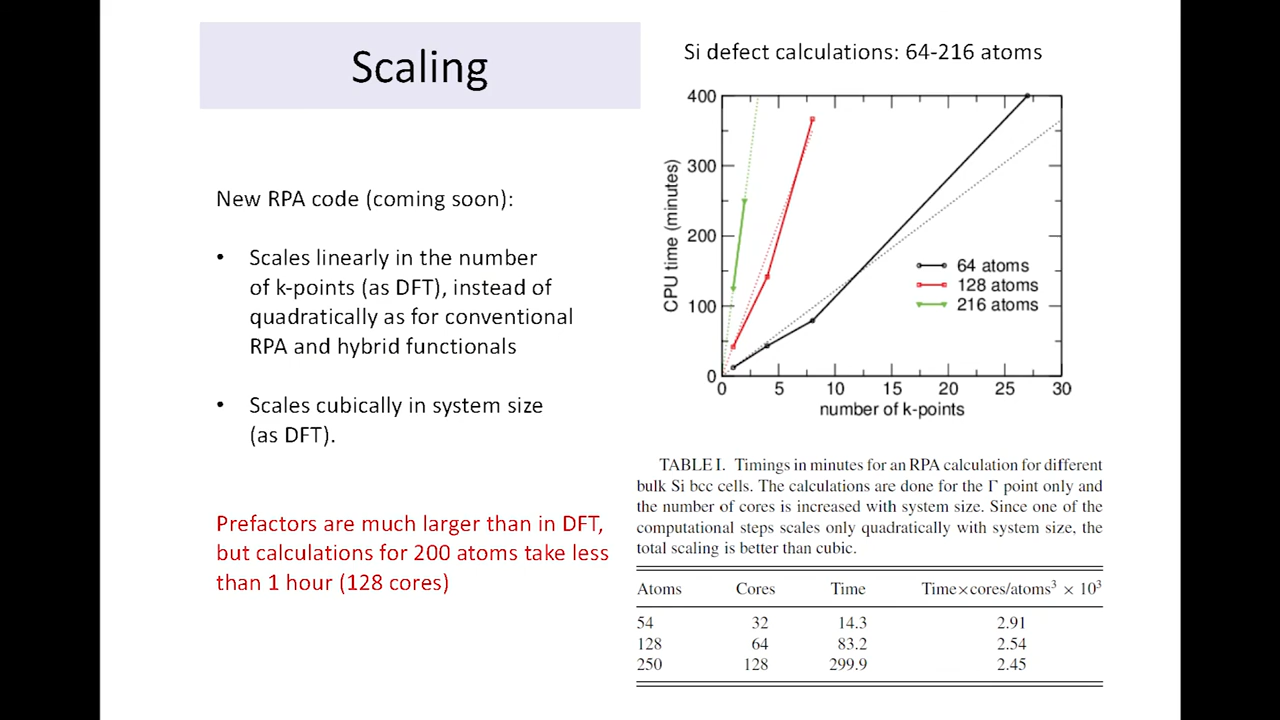 Scaling
New RPA code (coming soon):
• Scales linearly in the number
of k-points (as DFT), instead of
quadratically as for conventional
RPA and hybrid functionals
• Scales cubically in system size
(as DFT).
Prefactors are much larger than in DFT,
but calculations for 200 atoms take less
than 1 hour (128 cores)
Si defect calculations: 64-216 atoms
400
300
200
100
0
CPU time (minutes)
0 5 10 15 20 25 30
number of k-points
64 atoms
128 atoms
216 atoms
TABLE I. Timings in minutes for an RPA calculation for different
bulk Si bcc cells. The calculations are done for the Γ point only and
the number of cores is increased with system size. Since one of the
computational steps scales only quadratically with system size, the
total scaling is better than cubic.
Atoms Cores Time Time×cores/atoms³ × 10³
54 32 14.3 2.91
128 64 83.2 2.54
250 128 299.9 2.45